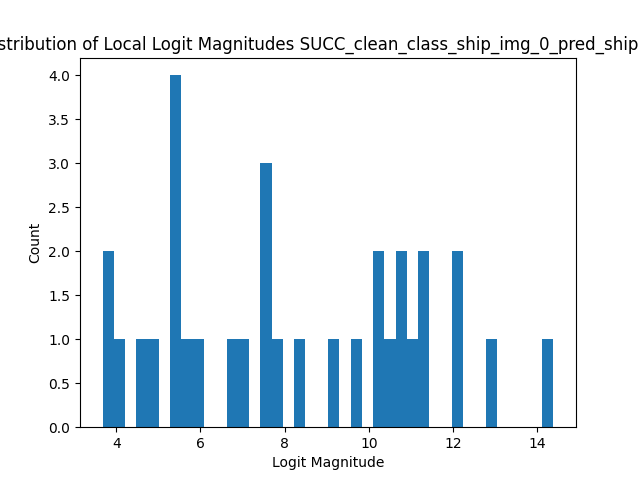 stribution of Local Logit Magnitudes SUCC_clean_class_ship_img_0_pred_ship
4.0
3.5
3.0
2.5
2.0
1.5
1.0
0.5
0.0
Count
4 6 8 10 12 14
Logit Magnitude